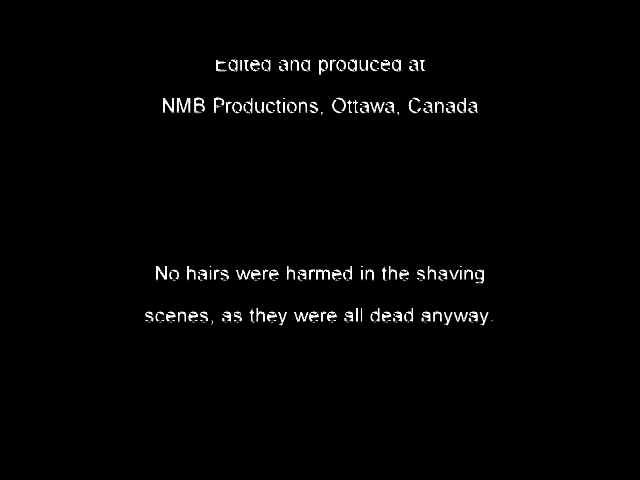 Edited and produced at
NMB Productions, Ottawa, Canada
No hairs were harmed in the shaving
scenes, as they were all dead anyway.